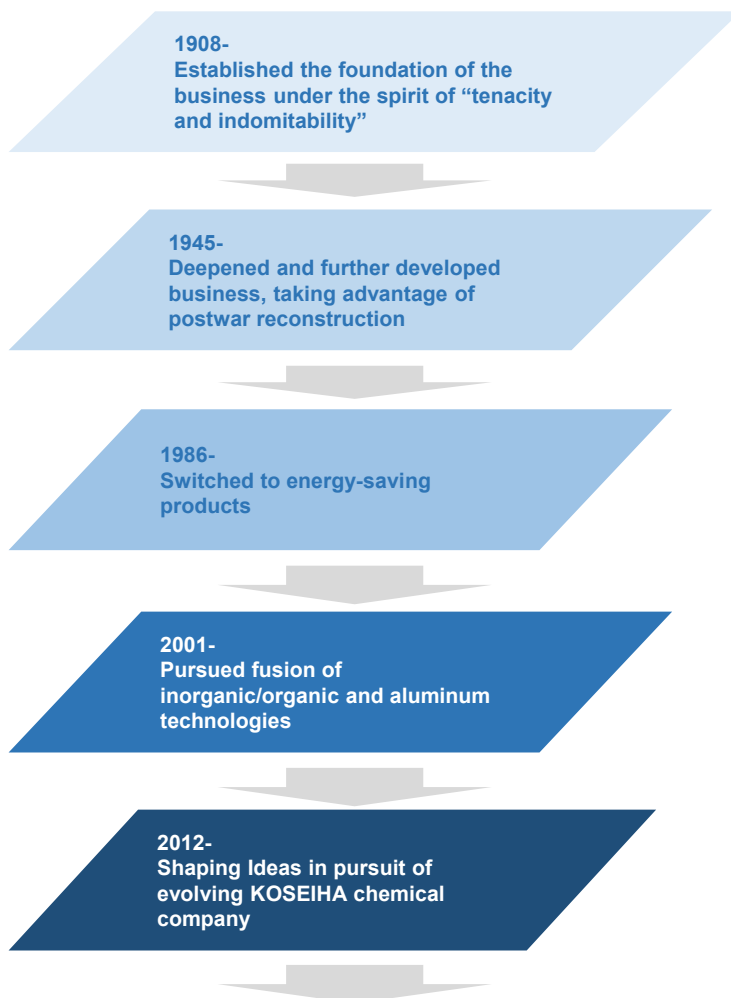 1908-
Established the foundation of the
business under the spirit of “tenacity
and indomitability”
1945-
Deepened and further developed
business, taking advantage of
postwar reconstruction
1986-
Switched to energy-saving
products
2001-
Pursued fusion of
inorganic/organic and aluminum
technologies
2012-
Shaping Ideas in pursuit of
evolving KOSEIHA chemical
company